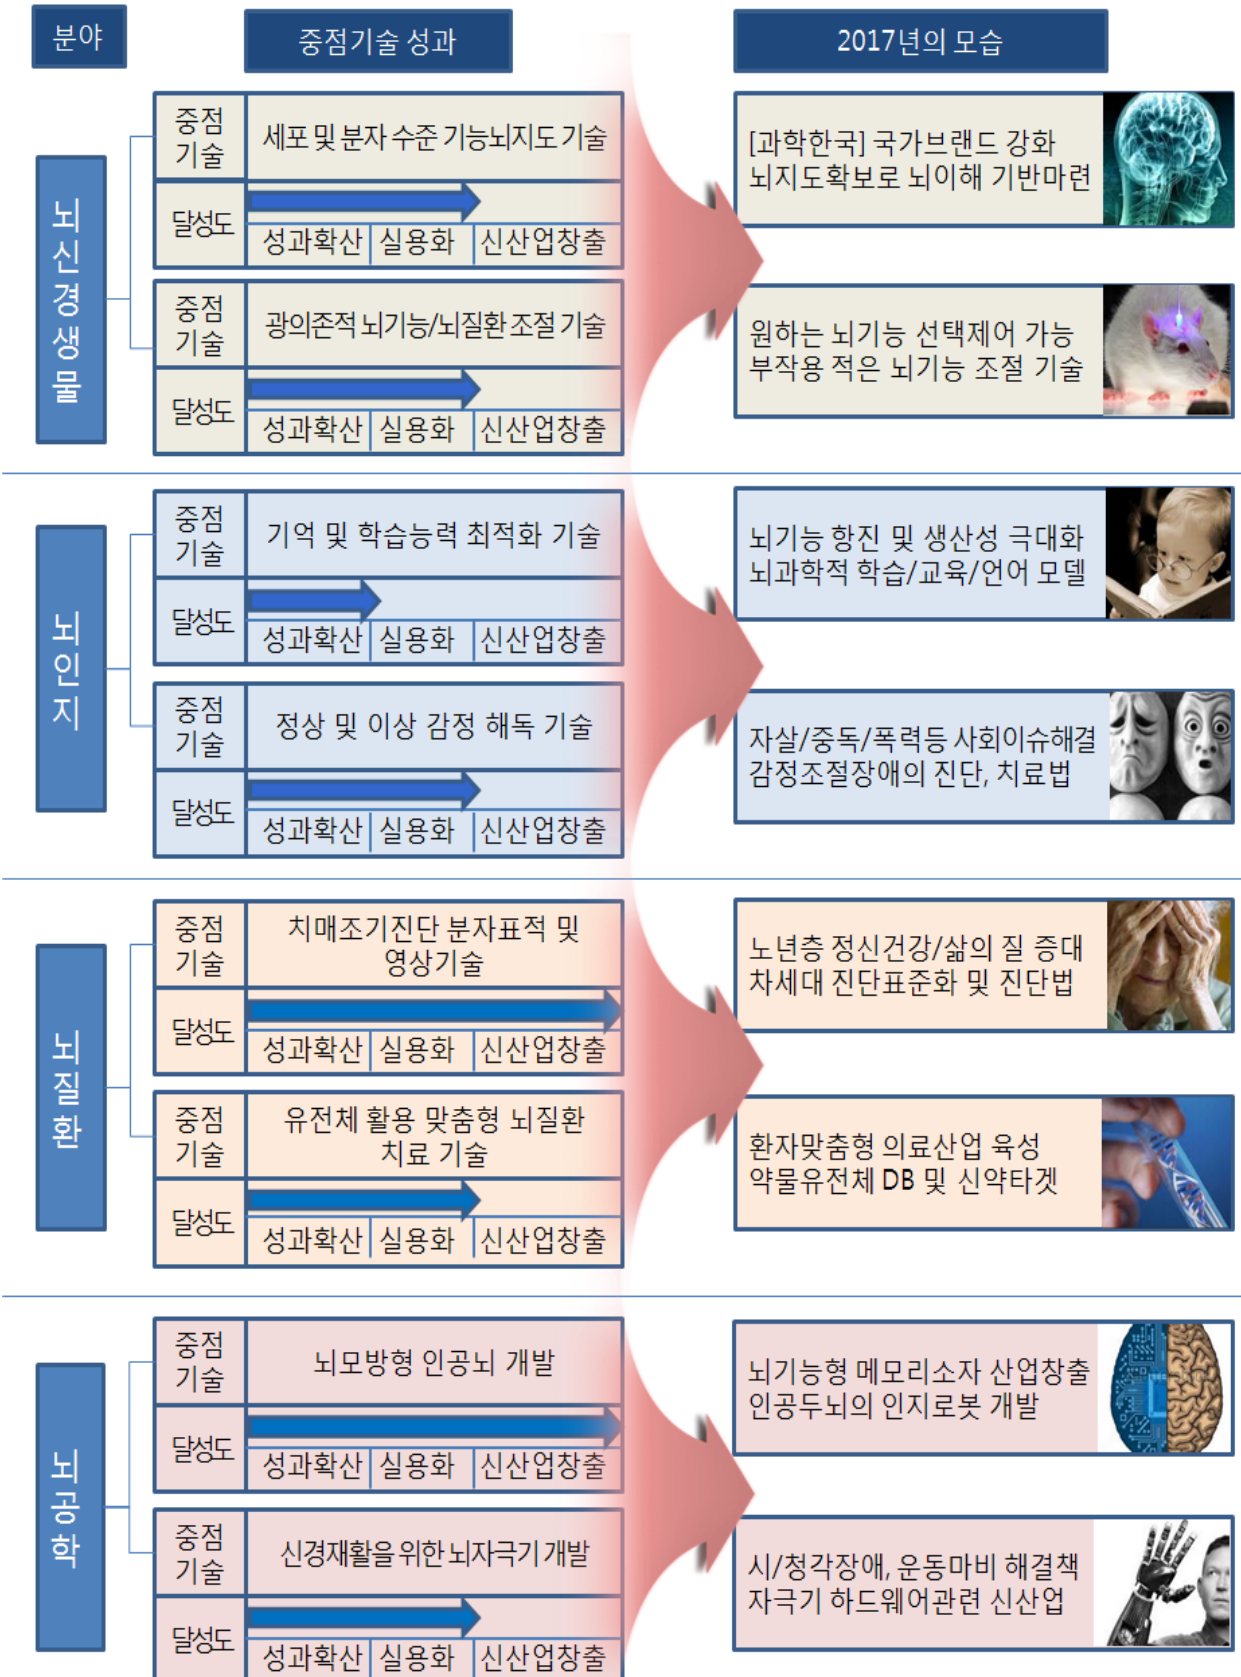 분야
중점기술 성과
2017년의 모습
뇌신경생물
중점
기술
세포 및 분자 수준 기능뇌지도 기술
달성도
성과확산
실용화
신산업창출
[과학한국] 국가브랜드 강화
뇌지도확보로 뇌이해 기반마련
중점
기술
광의존적 뇌기능/뇌질환 조절 기술
달성도
성과확산
실용화
신산업창출
원하는 뇌기능 선택제어 가능
부작용 적은 뇌기능 조절 기술
뇌인지
중점
기술
기억 및 학습능력 최적화 기술
달성도
성과확산
실용화
신산업창출
뇌기능 항진 및 생산성 극대화
뇌과학적 학습/교육/언어 모델
중점
기술
정상 및 이상 감정 해독 기술
달성도
성과확산
실용화
신산업창출
자살/중독/폭력등 사회이슈해결
감정조절장애의 진단, 치료법
뇌질환
중점
기술
치매조기진단 분자표적 및
영상기술
달성도
성과확산
실용화
신산업창출
노년층 정신건강/삶의 질 증대
차세대 진단표준화 및 진단법
중점
기술
유전체 활용 맞춤형 뇌질환
치료 기술
달성도
성과확산
실용화
신산업창출
환자맞춤형 의료산업 육성
약물유전체 DB 및 신약타겟
뇌공학
중점
기술
뇌모방형 인공뇌 개발
달성도
성과확산
실용화
신산업창출
뇌기능형 메모리소자 산업창출
인공두뇌의 인지로봇 개발
중점
기술
신경재활을 위한 뇌자극기 개발
달성도
성과확산
실용화
신산업창출
시/청각장애, 운동마비 해결책
자극기 하드웨어관련 신산업